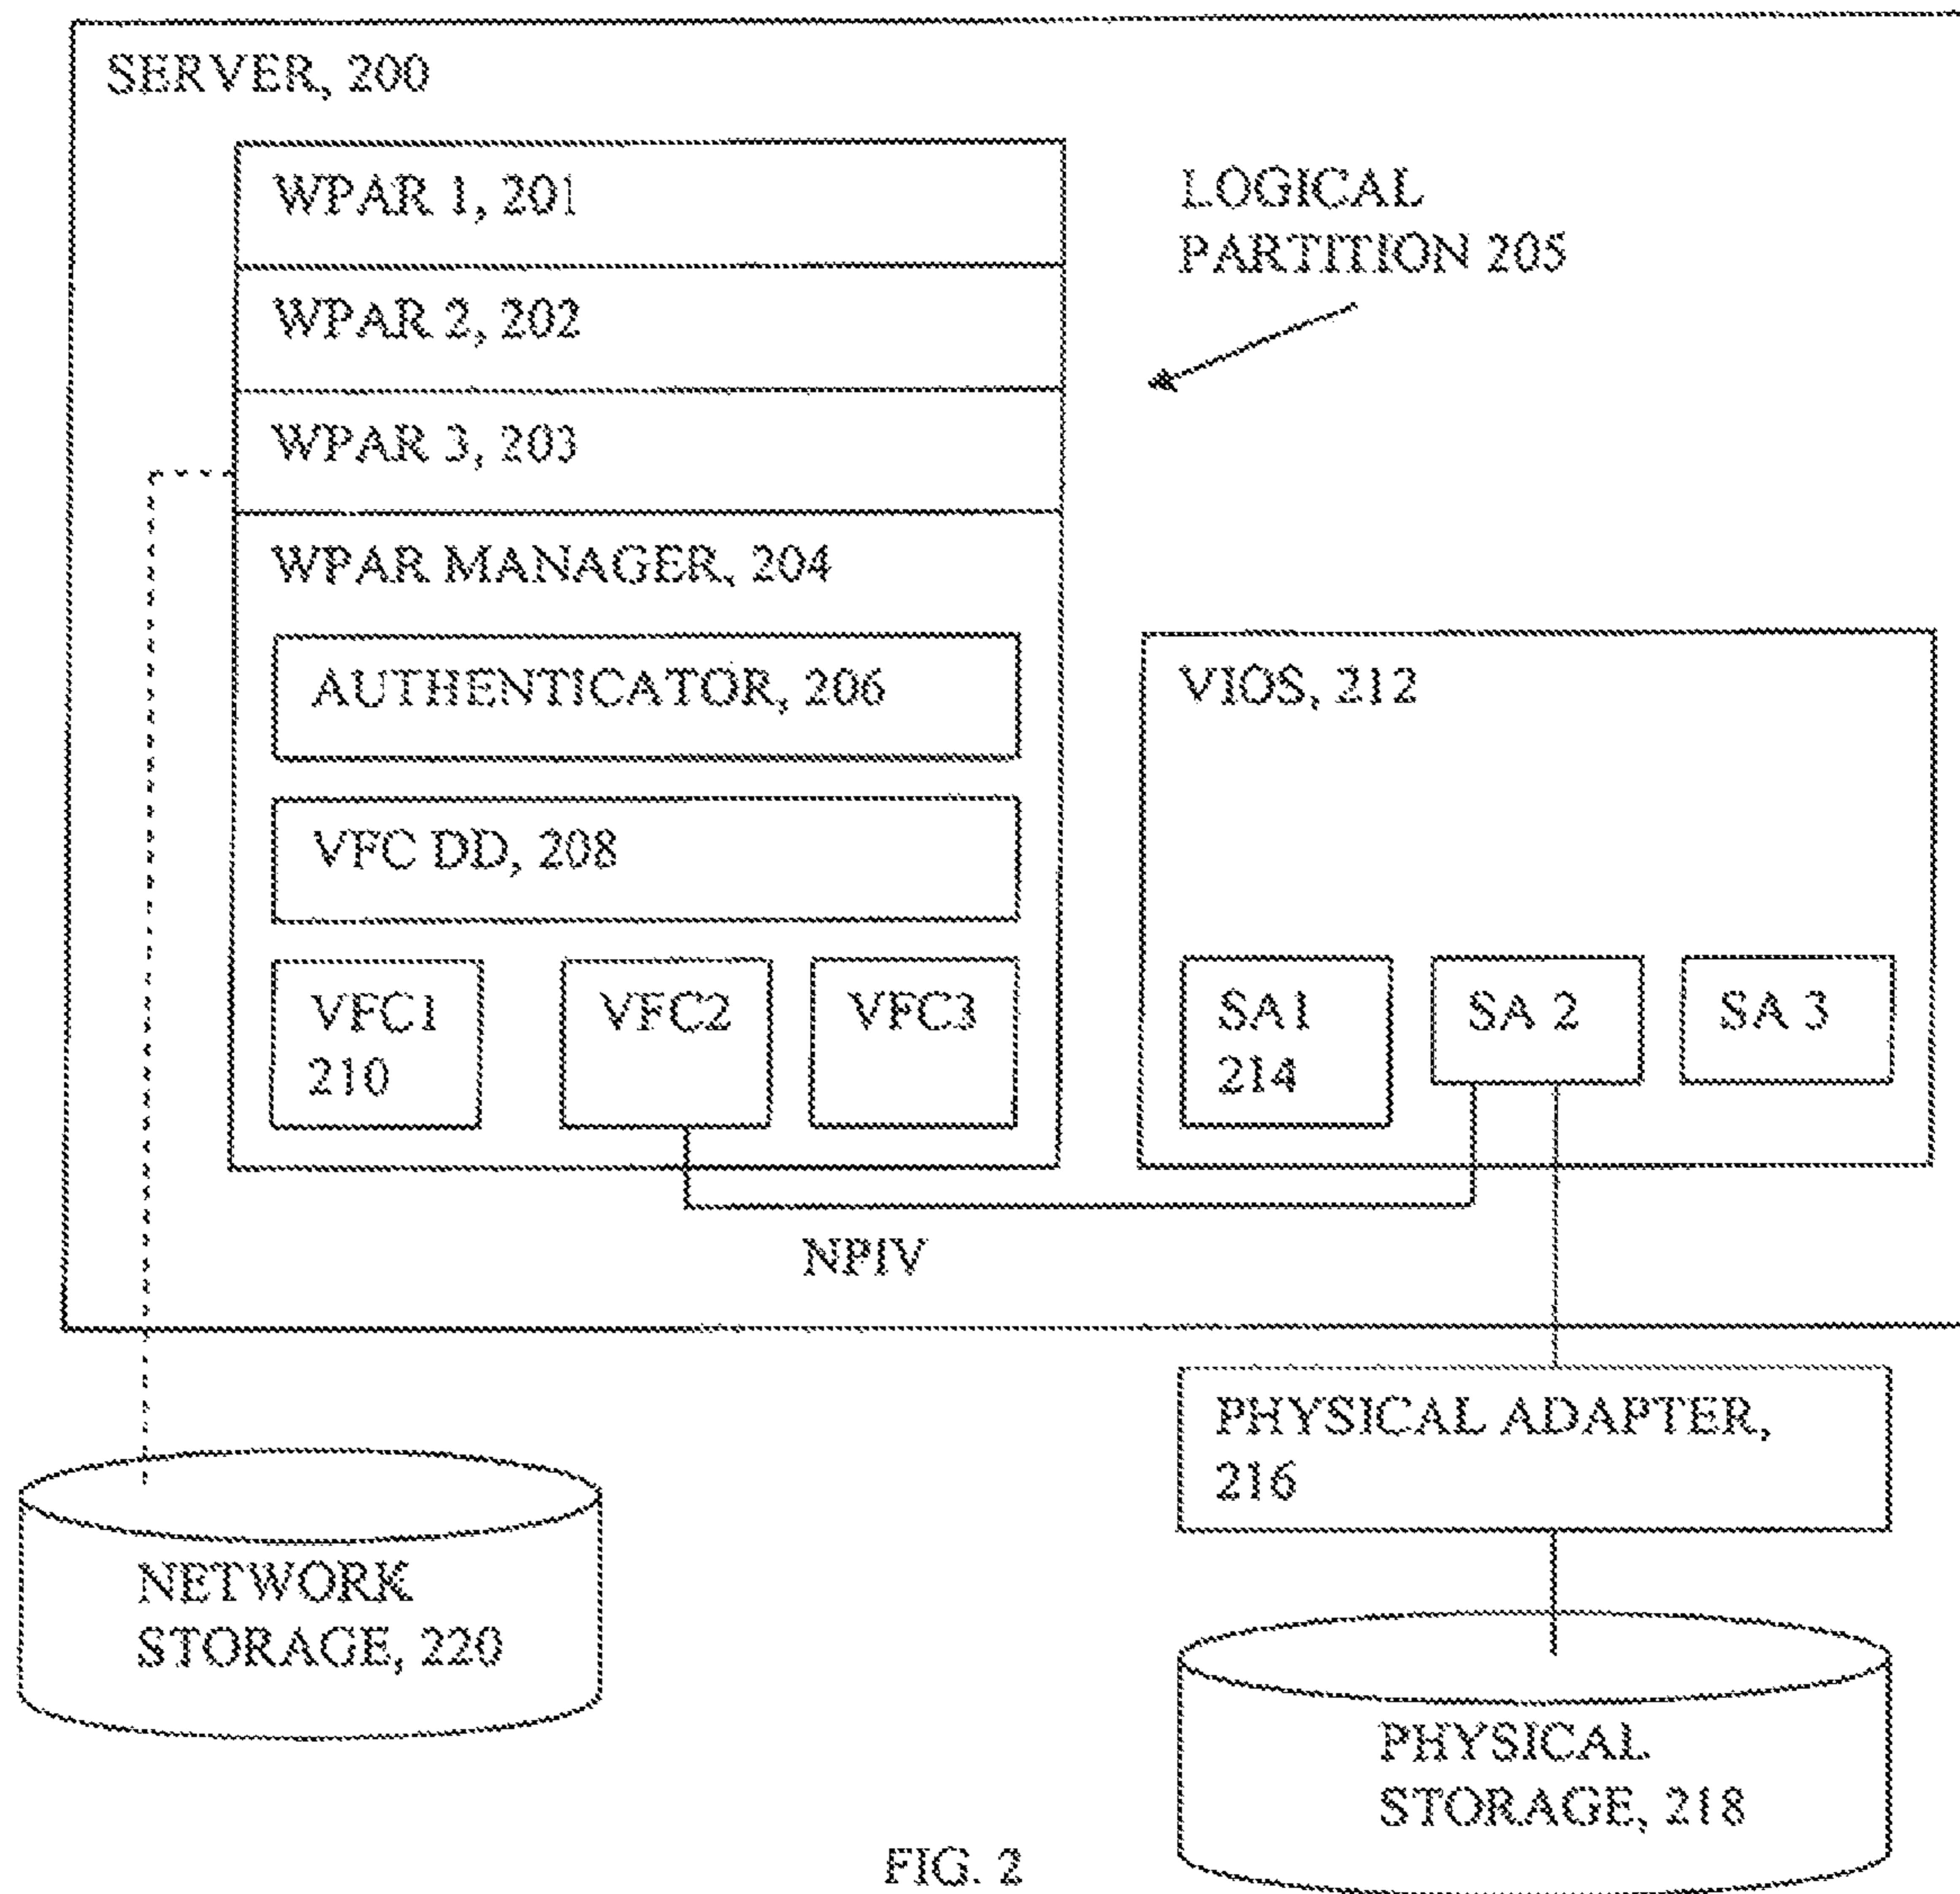 SERVER, 200
WPAR 1, 201
WPAR 2, 202
WPAR 3, 203
LOGICAL
PARTITION 205
WPAR MANAGER, 204
AUTHENTICATOR, 206
VFC DD, 208
VFC1
210
VFC2
VFC3
VIOS, 212
SA1
214
SA 2
SA 3
NPIV
PHYSICAL ADAPTER,
216
NETWORK
STORAGE, 220
PHYSICAL
STORAGE, 218
FIG. 2